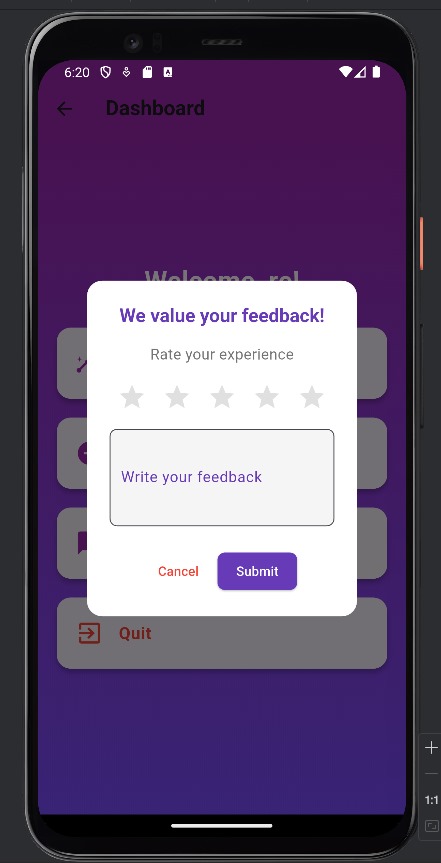 6:20
Dashboard
Welcome, ro!
We value your feedback!
Rate your experience
Write your feedback
Cancel
Submit
Quit
1:1